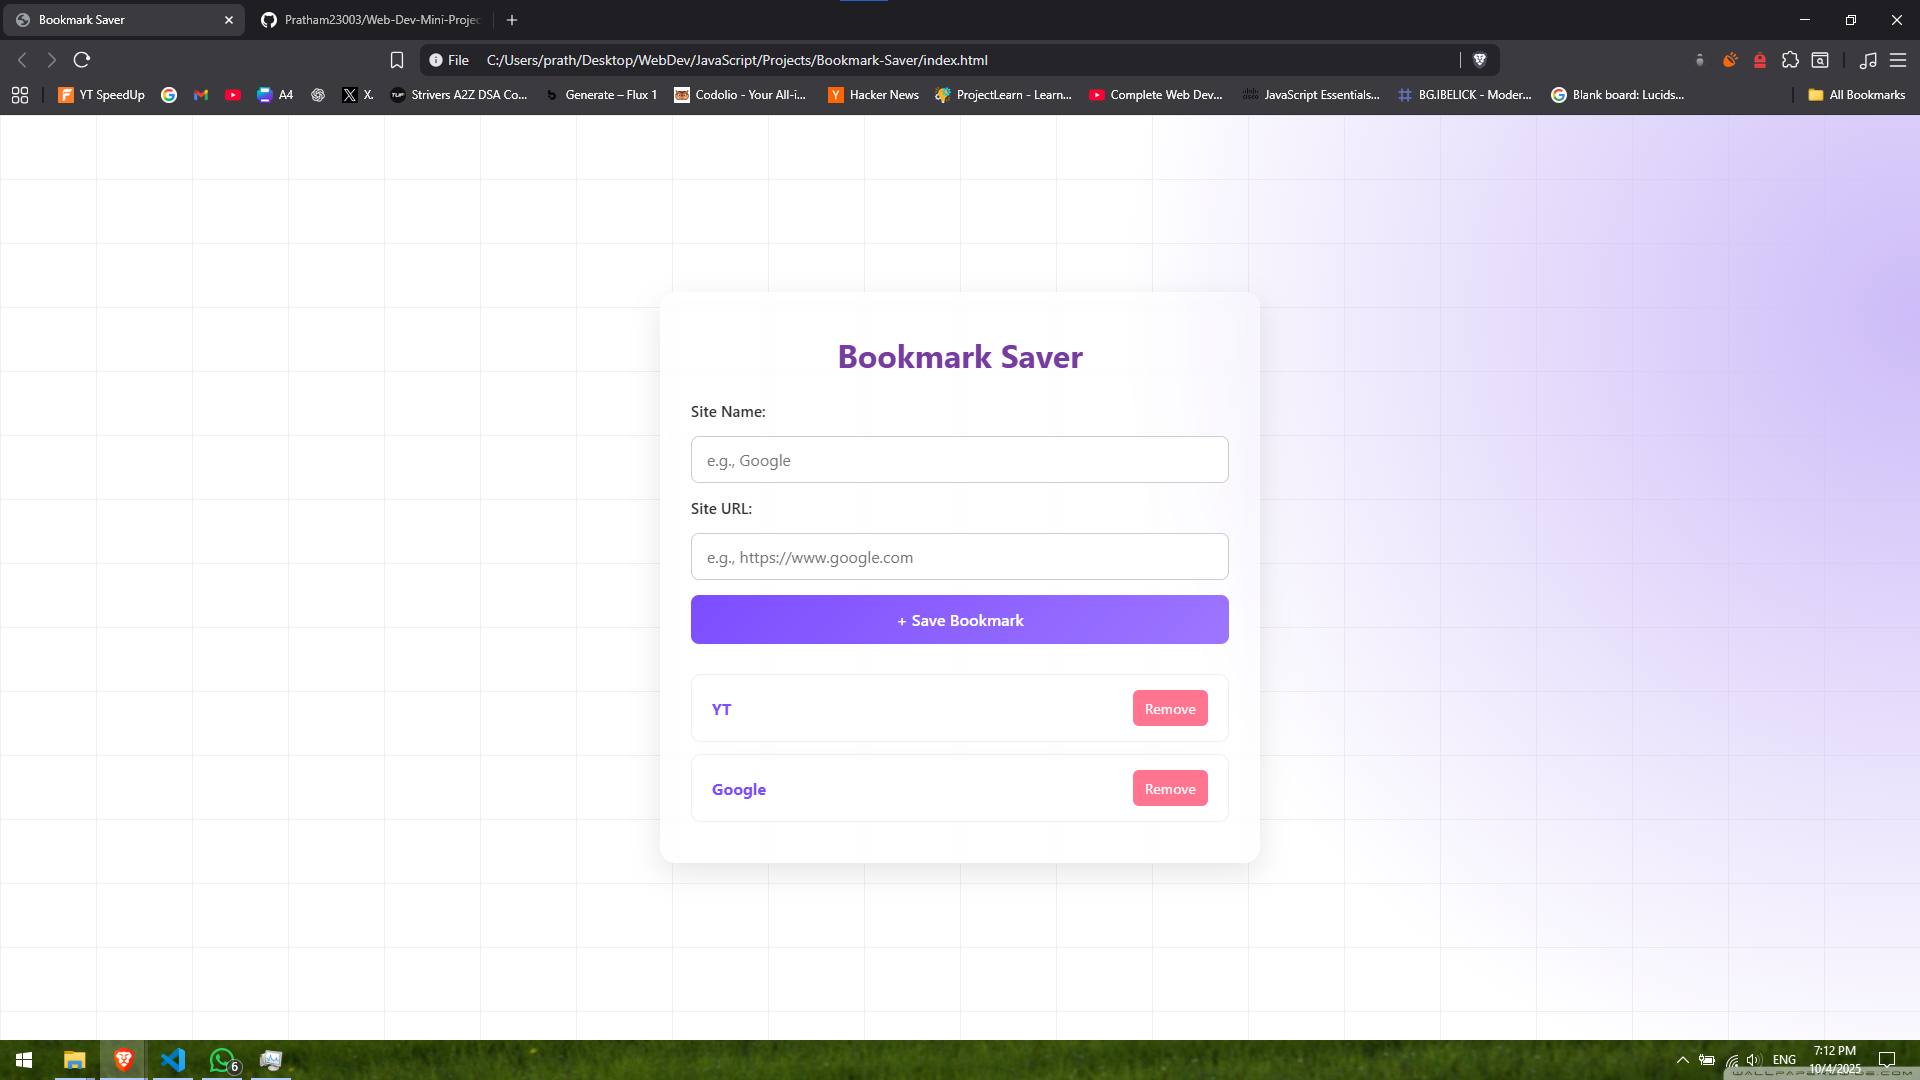 Bookmark Saver
Pratham23003/Web-Dev-Mini-Projec
File C:/Users/prath/Desktop/WebDev/JavaScript/Projects/Bookmark-Saver/index.html
YT SpeedUp A4 X. Strivers A2Z DSA Co... Generate – Flux 1 Codolio - Your All-i... Hacker News ProjectLearn - Learn... Complete Web Dev... JavaScript Essentials... BG.IBELICK - Moder... Blank board: Lucids... All Bookmarks
Bookmark Saver
Site Name:
e.g., Google
Site URL:
e.g., https://www.google.com
+ Save Bookmark
YT Remove
Google Remove
6
ENG
7:12 PM
10/4/2025